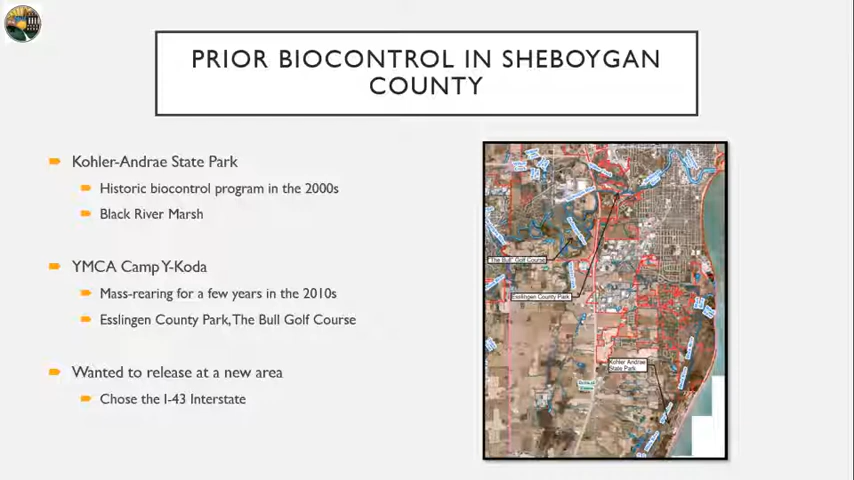 PRIOR BIOCONTROL IN SHEBOYGAN
COUNTY
Kohler-Andrae State Park
Historic biocontrol program in the 2000s
Black River Marsh
YMCA Camp Y-Koda
Mass-rearing for a few years in the 2010s
Esslingen County Park, The Bull Golf Course
Wanted to release at a new area
Chose the I-43 Interstate
"The Bull" Golf Course
Esslingen County Park
Kohler Andrae
State Park